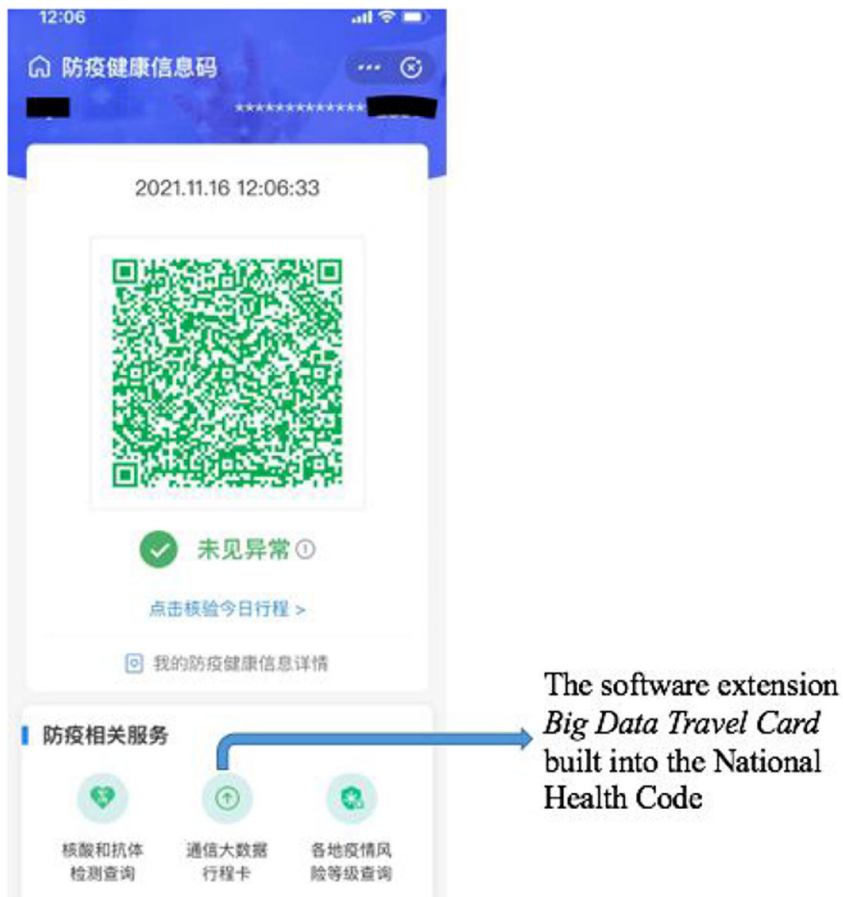 12:06
防疫健康信息码
*************
2021.11.16 12:06:33
未见异常
点击核验今日行程 >
我的防疫健康信息详情
防疫相关服务
核酸和抗体
检测查询
通信大数据
行程卡
各地疫情风
险等级查询
The software extension
Big Data Travel Card
built into the National
Health Code